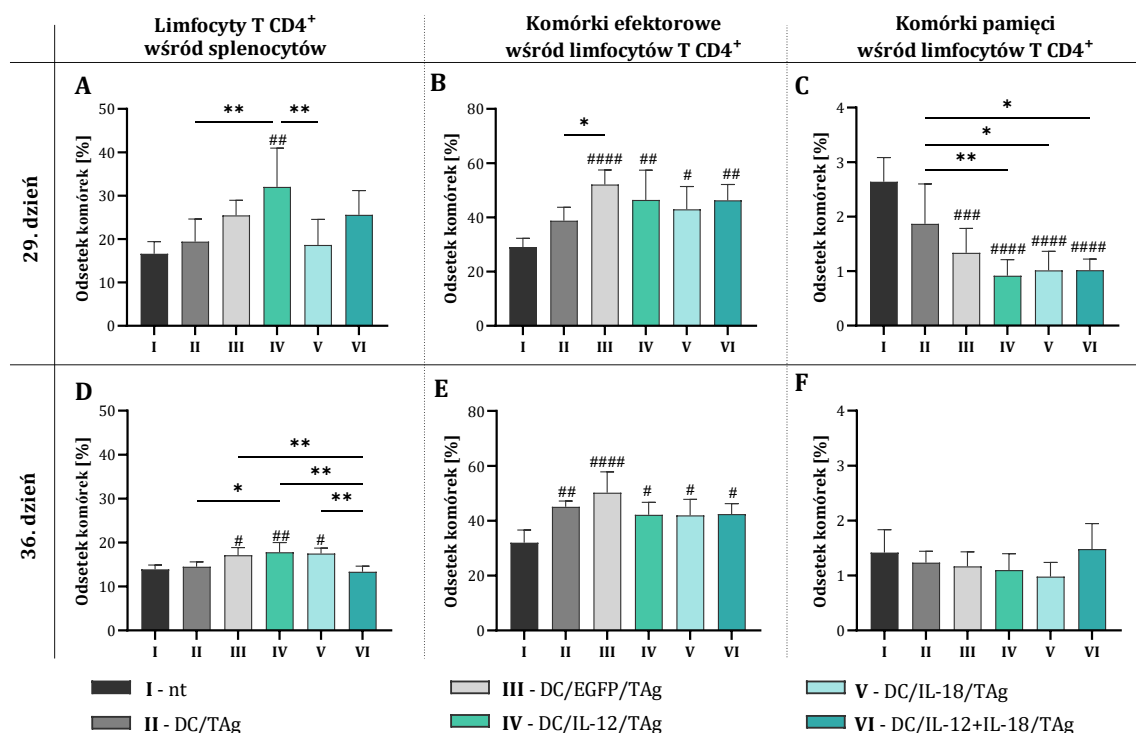 Limfocyty T CD4⁺
wśród splenocytów
Komórki efektorowe
wśród limfocytów T CD4⁺
Komórki pamięci
wśród limfocytów T CD4⁺
29. dzień
A
Odsetek komórek [%]
50
40
30
20
10
0
** **
##
I II III IV V VI
B
Odsetek komórek [%]
80
60
40
20
0
*
#### ## # ##
I II III IV V VI
C
Odsetek komórek [%]
4
3
2
1
0
*
*
**
### #### #### ####
I II III IV V VI
36. dzień
D
Odsetek komórek [%]
50
40
30
20
10
0
**
**
* **
# ## #
I II III IV V VI
E
Odsetek komórek [%]
80
60
40
20
0
## #### # # #
I II III IV V VI
F
Odsetek komórek [%]
4
3
2
1
0
I II III IV V VI
I - nt
II - DC/TAg
III - DC/EGFP/TAg
IV - DC/IL-12/TAg
V - DC/IL-18/TAg
VI - DC/IL-12+IL-18/TAg